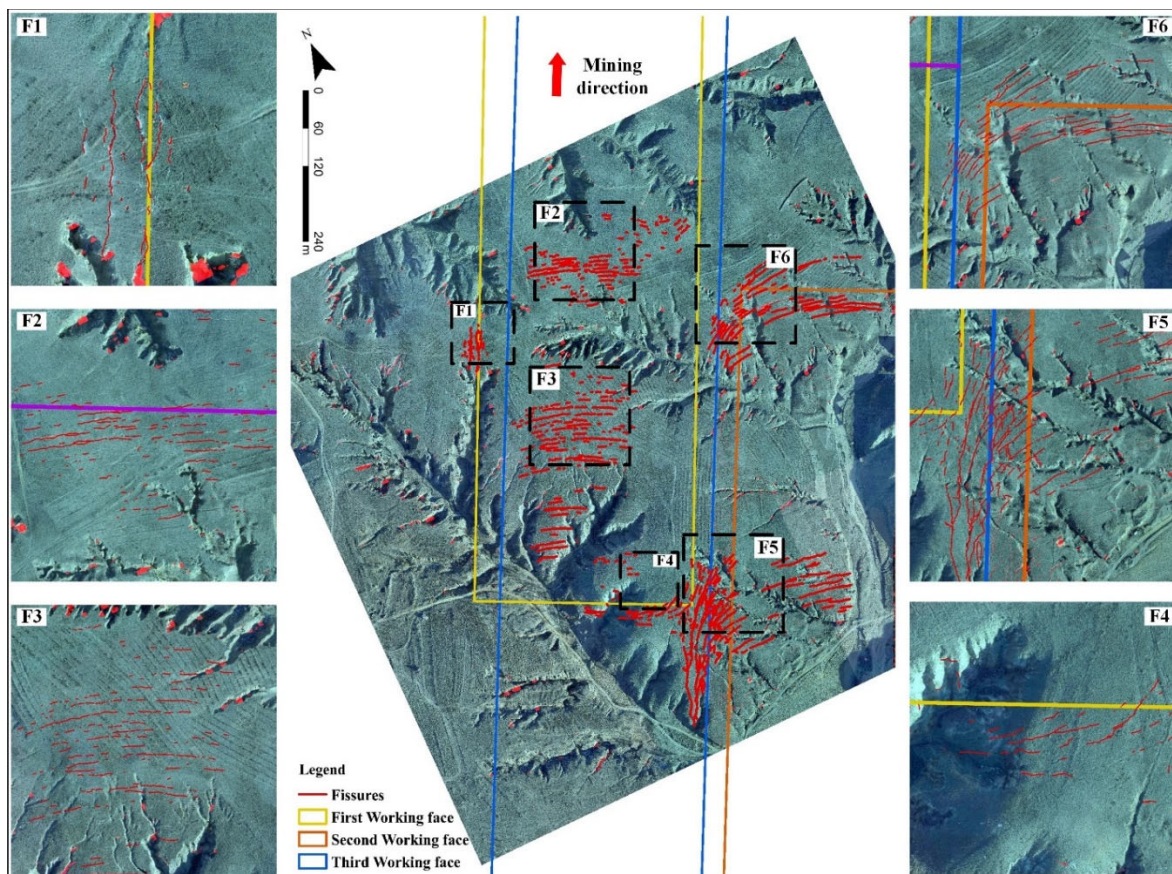 F1
F2
F3
N
0
60
120
240
m
Mining
direction
F2
F6
F1
F3
F4
F5
Legend
Fissures
First Working face
Second Working face
Third Working face
F6
F5
F4